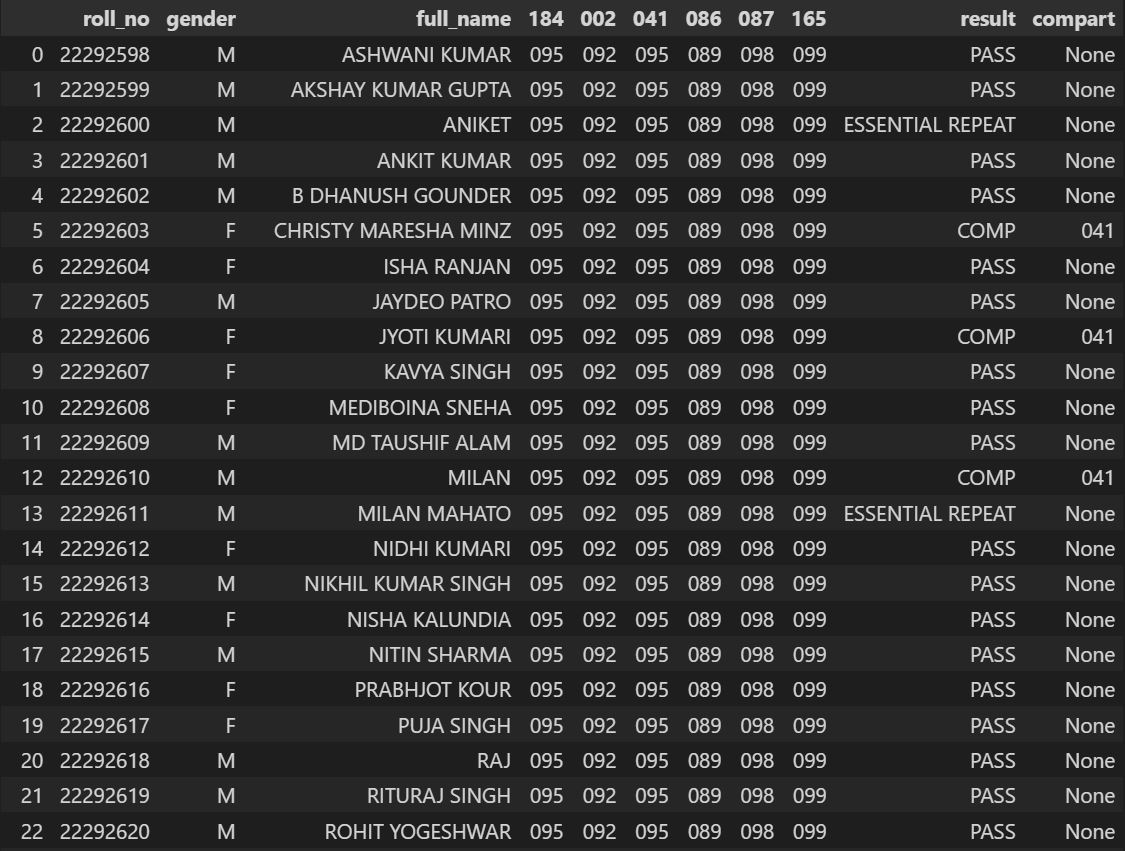 roll_no gender full_name 184 002 041 086 087 165 result compart
0 22292598 M ASHWANI KUMAR 095 092 095 089 098 099 PASS None
1 22292599 M AKSHAY KUMAR GUPTA 095 092 095 089 098 099 PASS None
2 22292600 M ANIKET 095 092 095 089 098 099 ESSENTIAL REPEAT None
3 22292601 M ANKIT KUMAR 095 092 095 089 098 099 PASS None
4 22292602 M B DHANUSH GOUNDER 095 092 095 089 098 099 PASS None
5 22292603 F CHRISTY MARESHA MINZ 095 092 095 089 098 099 COMP 041
6 22292604 F ISHA RANJAN 095 092 095 089 098 099 PASS None
7 22292605 M JAYDEO PATRO 095 092 095 089 098 099 PASS None
8 22292606 F JYOTI KUMARI 095 092 095 089 098 099 COMP 041
9 22292607 F KAVYA SINGH 095 092 095 089 098 099 PASS None
10 22292608 F MEDIBOINA SNEHA 095 092 095 089 098 099 PASS None
11 22292609 M MD TAUSHIF ALAM 095 092 095 089 098 099 PASS None
12 22292610 M MILAN 095 092 095 089 098 099 COMP 041
13 22292611 M MILAN MAHATO 095 092 095 089 098 099 ESSENTIAL REPEAT None
14 22292612 F NIDHI KUMARI 095 092 095 089 098 099 PASS None
15 22292613 M NIKHIL KUMAR SINGH 095 092 095 089 098 099 PASS None
16 22292614 F NISHA KALUNDIA 095 092 095 089 098 099 PASS None
17 22292615 M NITIN SHARMA 095 092 095 089 098 099 PASS None
18 22292616 F PRABHJOT KOUR 095 092 095 089 098 099 PASS None
19 22292617 F PUJA SINGH 095 092 095 089 098 099 PASS None
20 22292618 M RAJ 095 092 095 089 098 099 PASS None
21 22292619 M RITURAJ SINGH 095 092 095 089 098 099 PASS None
22 22292620 M ROHIT YOGESHWAR 095 092 095 089 098 099 PASS None